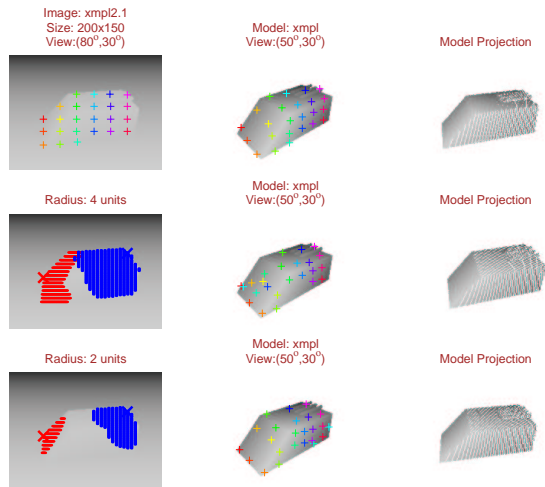 Image: xmpl2.1
Size: 200x150
View:(80°,30°)
Model: xmpl
View:(50°,30°)
Model Projection
Radius: 4 units
Model: xmpl
View:(50°,30°)
Model Projection
Radius: 2 units
Model: xmpl
View:(50°,30°)
Model Projection